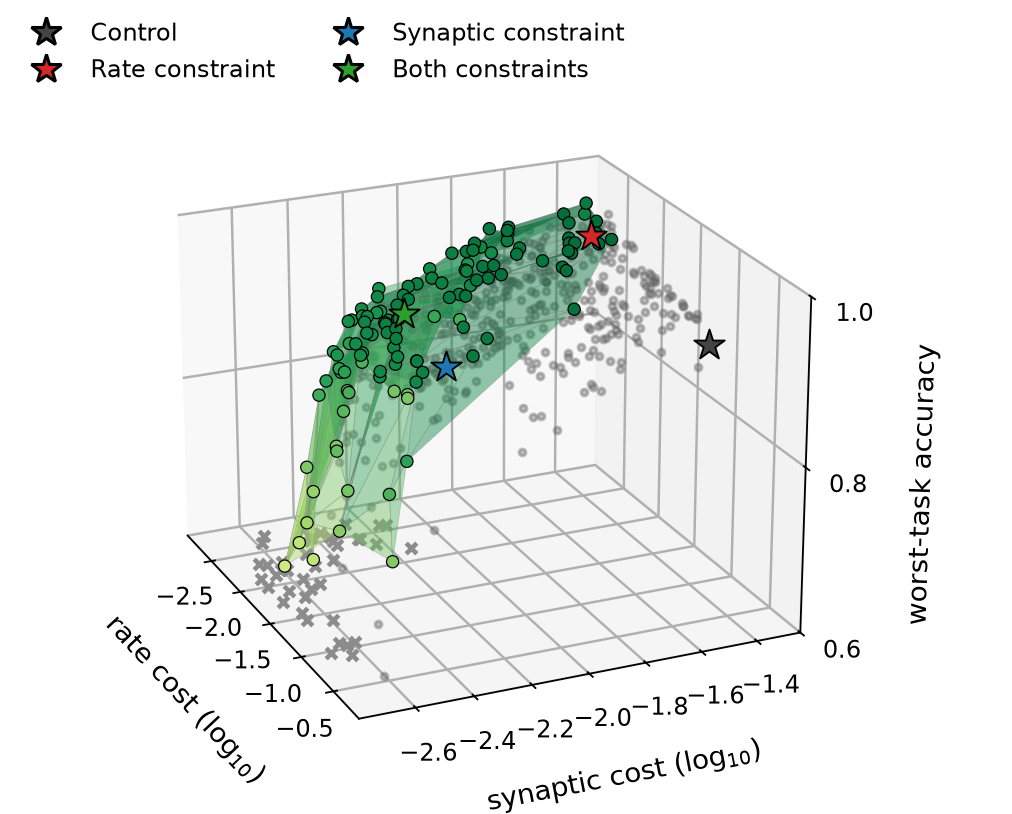 Control
Rate constraint
Synaptic constraint
Both constraints
1.0
0.8
0.6
worst-task accuracy
−2.5
−2.0
−1.5
−1.0
−0.5
rate cost (log₁₀)
−2.6
−2.4
−2.2
−2.0
−1.8
−1.6
−1.4
synaptic cost (log₁₀)